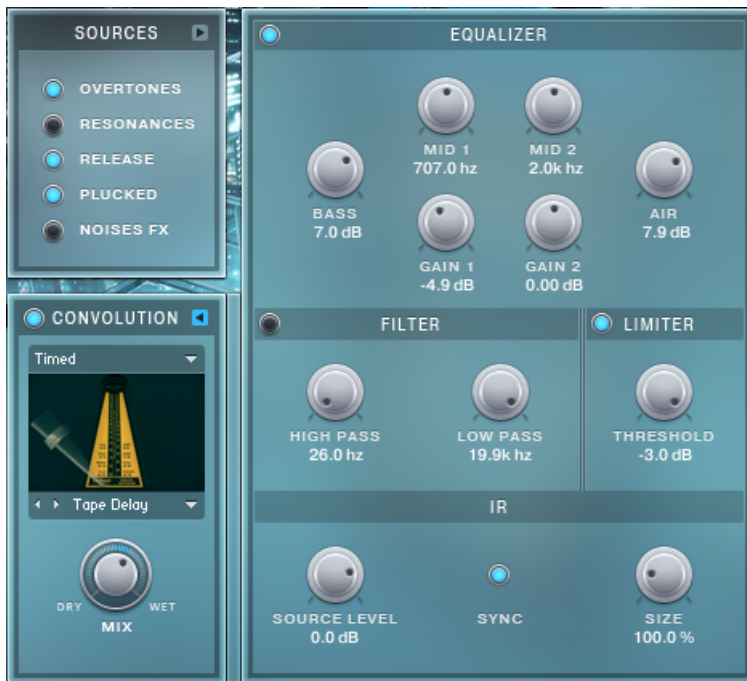 SOURCES
OVERTONES
RESONANCES
RELEASE
PLUCKED
NOISES FX
CONVOLUTION
Timed
Tape Delay
DRY WET
MIX
EQUALIZER
MID 1 MID 2
707.0 hz 2.0k hz
BASS AIR
7.0 dB 7.9 dB
GAIN 1 GAIN 2
-4.9 dB 0.00 dB
FILTER LIMITER
HIGH PASS LOW PASS THRESHOLD
26.0 hz 19.9k hz -3.0 dB
IR
SOURCE LEVEL SYNC SIZE
0.0 dB 100.0 %